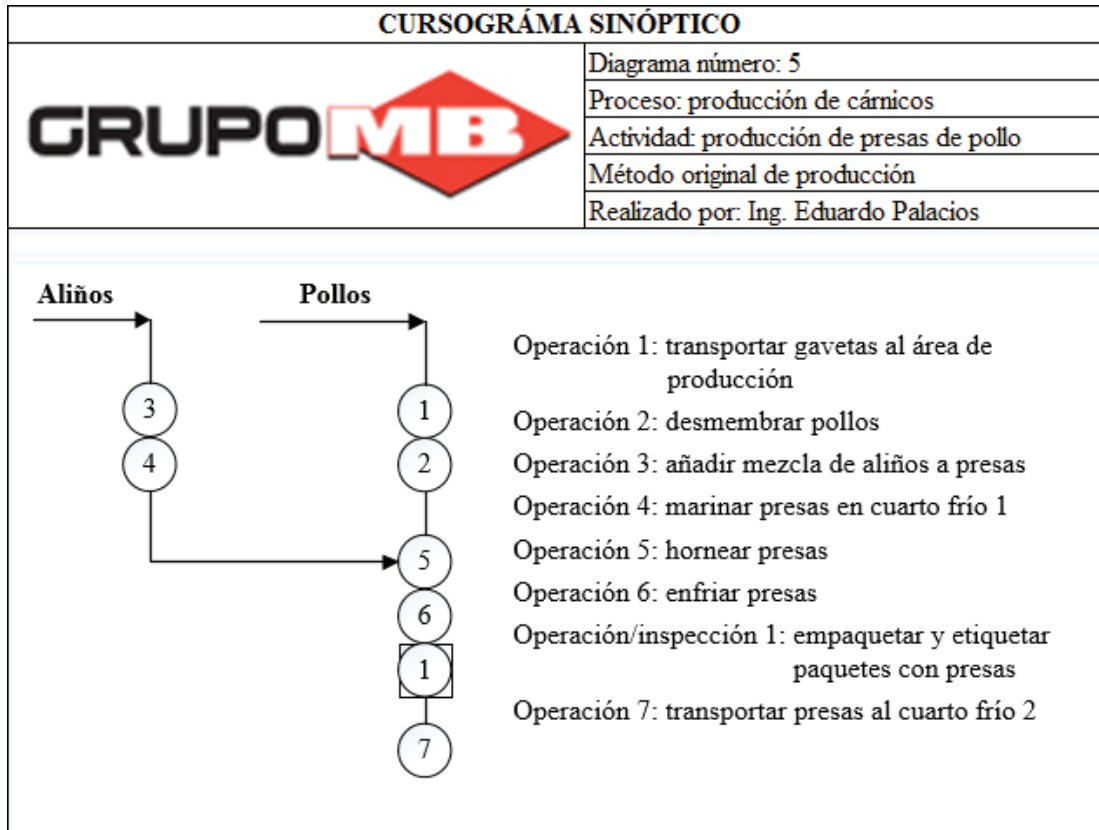 CURSOGRÁMA SINÓPTICO
GRUPO MB
Diagrama número: 5
Proceso: producción de cárnicos
Actividad: producción de presas de pollo
Método original de producción
Realizado por: Ing. Eduardo Palacios
Aliños
Pollos
3
4
1
2
5
6
1
7
Operación 1: transportar gavetas al área de
producción
Operación 2: desmembrar pollos
Operación 3: añadir mezcla de aliños a presas
Operación 4: marinar presas en cuarto frío 1
Operación 5: hornear presas
Operación 6: enfriar presas
Operación/inspección 1: empaquetar y etiquetar
paquetes con presas
Operación 7: transportar presas al cuarto frío 2